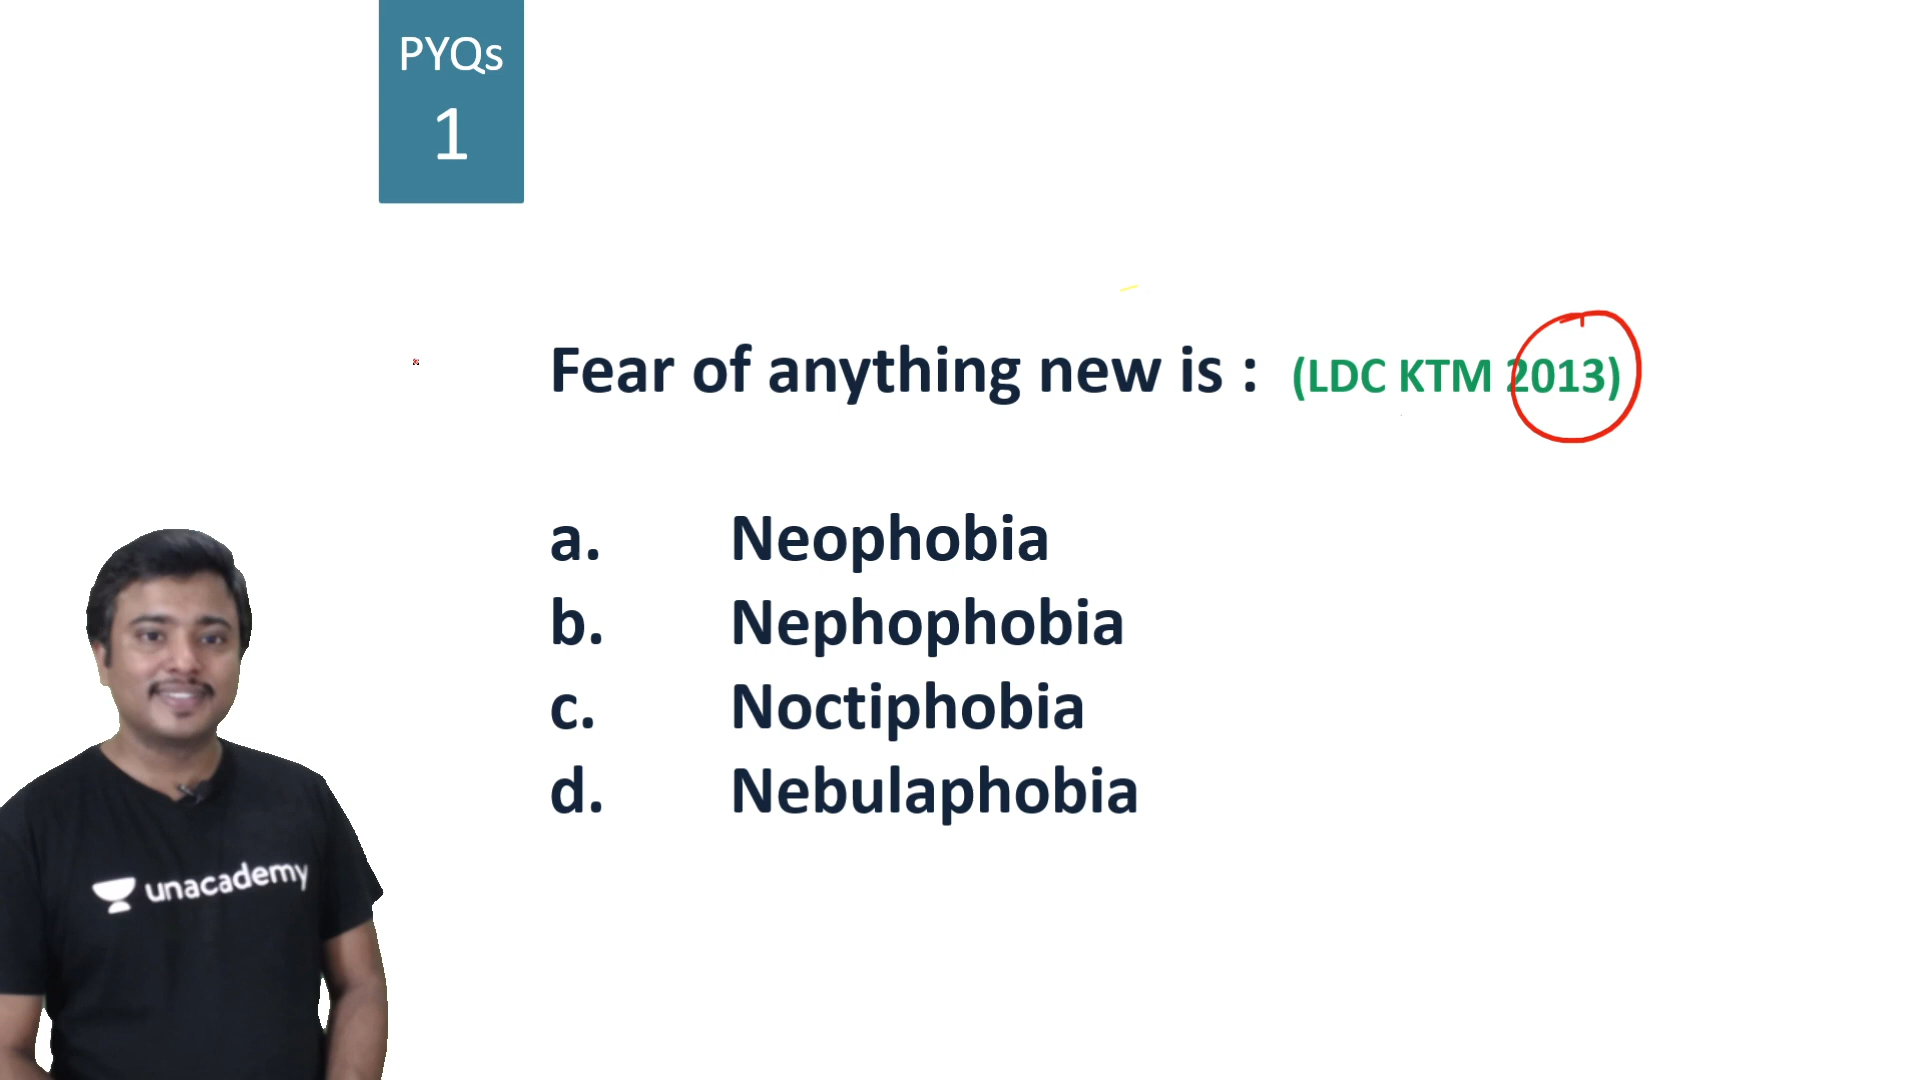 PYQs
1
Fear of anything new is : (LDC KTM 2013)
a. Neophobia
b. Nephophobia
c. Noctiphobia
d. Nebulaphobia
unacademy